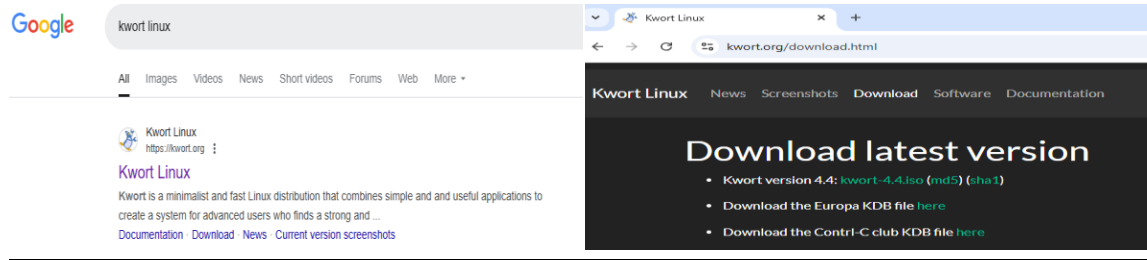 Google
kwort linux
All Images Videos News Short videos Forums Web More
Kwort Linux
https://kwort.org
Kwort Linux
Kwort is a minimalist and fast Linux distribution that combines simple and and useful applications to
create a system for advanced users who finds a strong and ...
Documentation · Download · News · Current version screenshots
Kwort Linux
kwort.org/download.html
Kwort Linux News Screenshots Download Software Documentation
Download latest version
• Kwort version 4.4: kwort-4.4.iso (md5) (sha1)
• Download the Europa KDB file here
• Download the Contrl-C club KDB file here